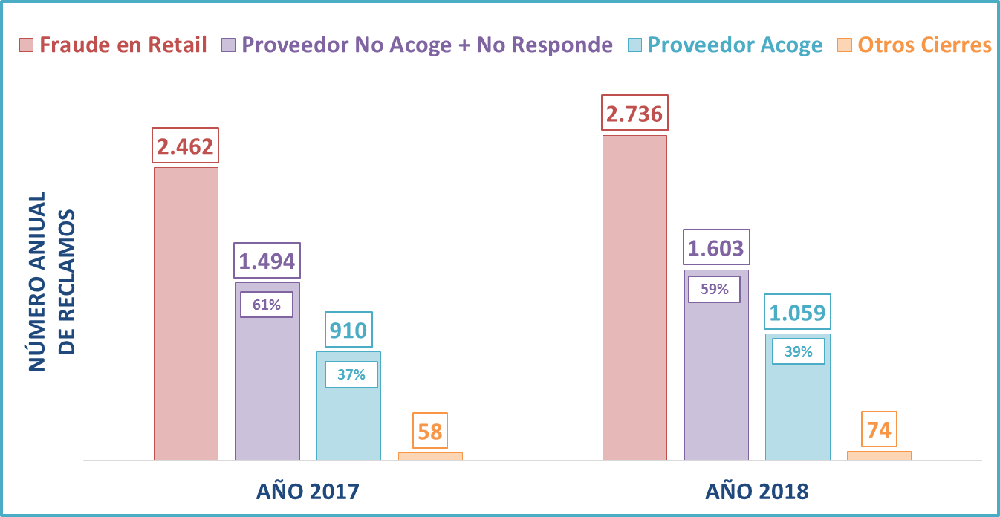 Fraude en Retail
Proveedor No Acoge + No Responde
Proveedor Acoge
Otros Cierres
NÚMERO ANIUAL
DE RECLAMOS
2.462
1.494
61%
910
37%
58
2.736
1.603
59%
1.059
39%
74
AÑO 2017
AÑO 2018